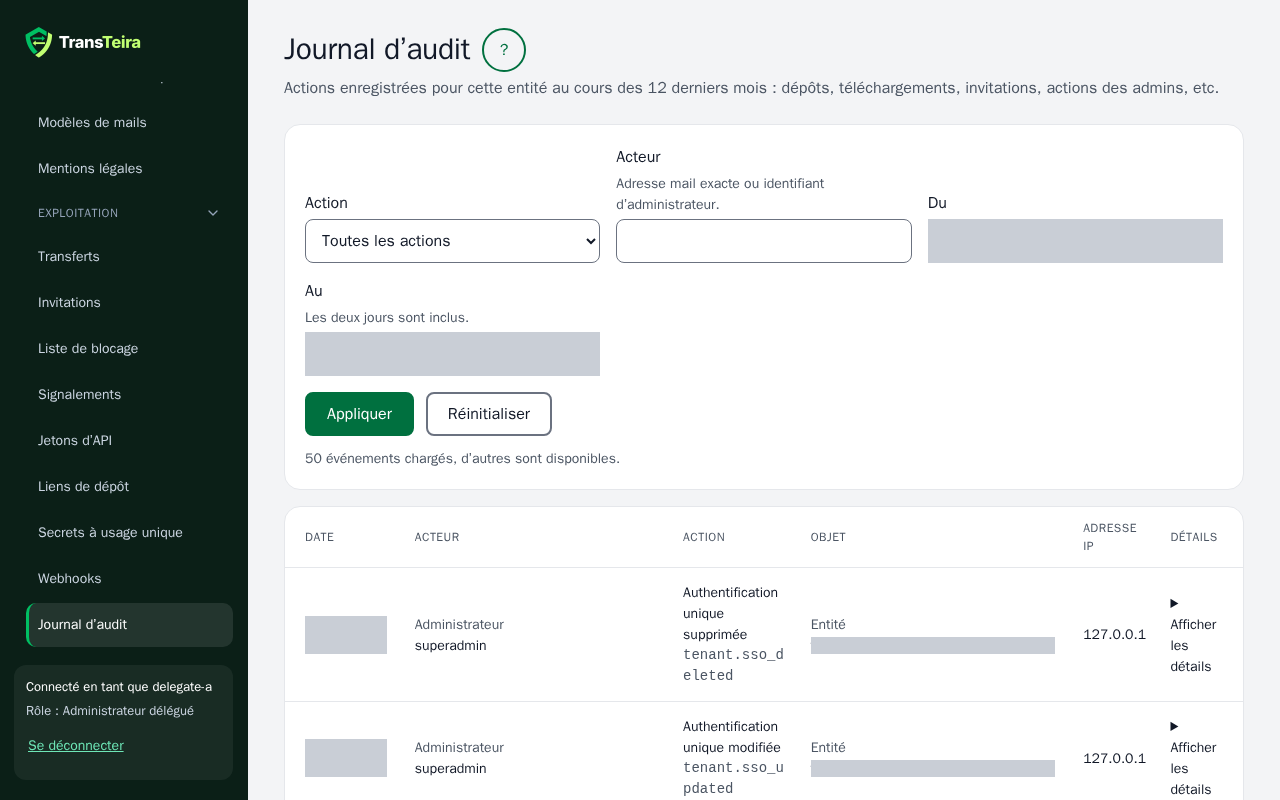 TransTeira
Modèles de mails
Mentions légales
EXPLOITATION
Transferts
Invitations
Liste de blocage
Signalements
Jetons d'API
Liens de dépôt
Secrets à usage unique
Webhooks
Journal d'audit
Connecté en tant que delegate-a
Rôle : Administrateur délégué
Se déconnecter
Journal d'audit ?
Actions enregistrées pour cette entité au cours des 12 derniers mois : dépôts, téléchargements, invitations, actions des admins, etc.
Action
Toutes les actions
Acteur
Adresse mail exacte ou identifiant
d'administrateur.
Du
Au
Les deux jours sont inclus.
Appliquer
Réinitialiser
50 événements chargés, d'autres sont disponibles.
DATE ACTEUR ACTION OBJET ADRESSE IP DÉTAILS
Administrateur
superadmin
Authentification
unique
supprimée
tenant.sso_d
eleted
Entité
127.0.0.1
Afficher
les
détails
Administrateur
superadmin
Authentification
unique modifiée
tenant.sso_u
pdated
Entité
127.0.0.1
Afficher
les
détails